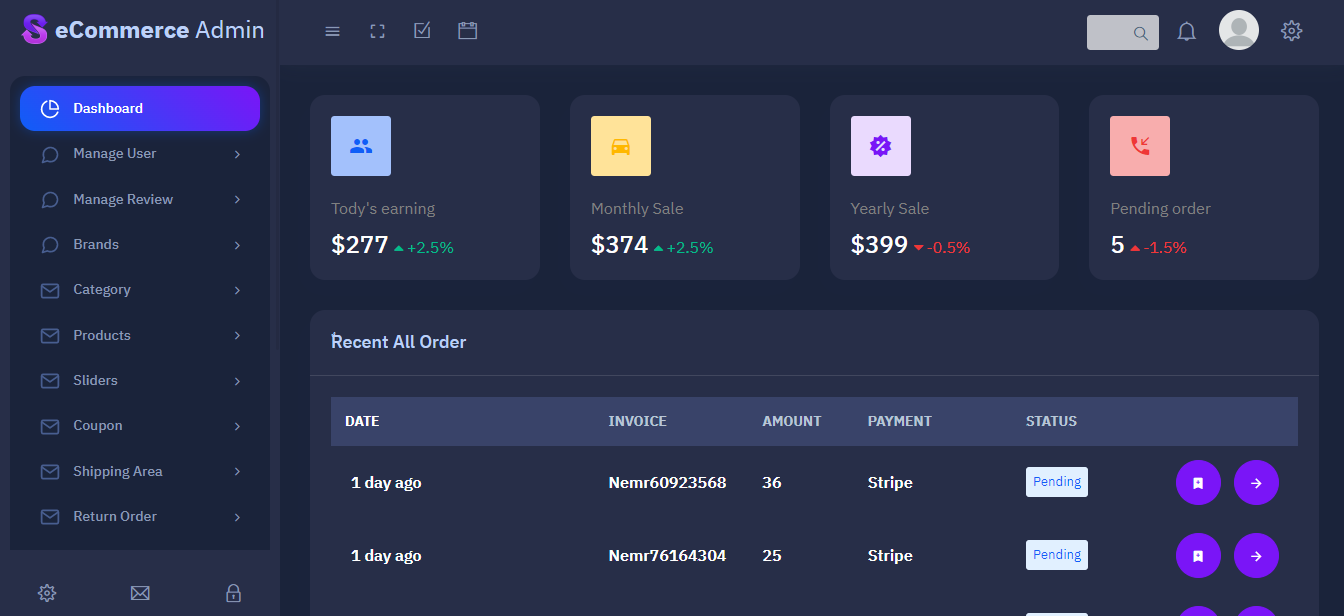 eCommerce Admin
Dashboard
Manage User
Manage Review
Brands
Category
Products
Sliders
Coupon
Shipping Area
Return Order
Tody's earning
$277 +2.5%
Monthly Sale
$374 +2.5%
Yearly Sale
$399 -0.5%
Pending order
5 -1.5%
Recent All Order
DATE INVOICE AMOUNT PAYMENT STATUS
1 day ago Nemr60923568 36 Stripe Pending
1 day ago Nemr76164304 25 Stripe Pending